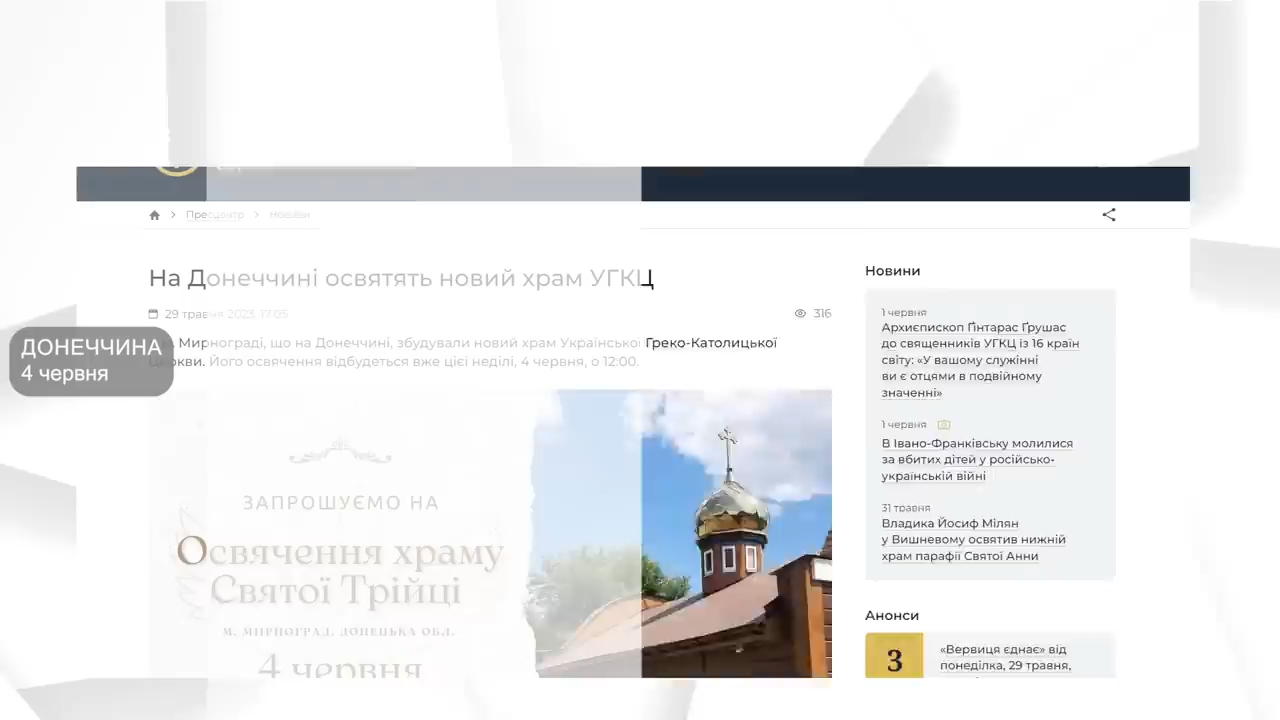 Пресцентр
Новини
На Донеччині освятять новий храм УГКЦ
29 травня 2023, 17:05
316
Мирнограді, що на Донеччині, збудували новий храм Української Греко-Католицької
Церкви. Його освячення відбудеться вже цієї неділі, 4 червня, о 12:00.
ДОНЕЧЧИНА
4 червня
ЗАПРОШУЄМО НА
Освячення храму
Святої Трійці
М. МИРНОГРАД, ДОНЕЦЬКА ОБЛ.
4 червня
Новини
1 червня
Архиєпископ Ґінтарас Ґрушас
до священників УГКЦ із 16 країн
світу: «У вашому служінні
ви є отцями в подвійному
значенні»
1 червня
В Івано-Франківську молилися
за вбитих дітей у російсько-
українській війні
31 травня
Владика Йосиф Мілян
у Вишневому освятив нижній
храм парафії Святої Анни
Анонси
3
«Вервиця єднає» від
понеділка, 29 травня,